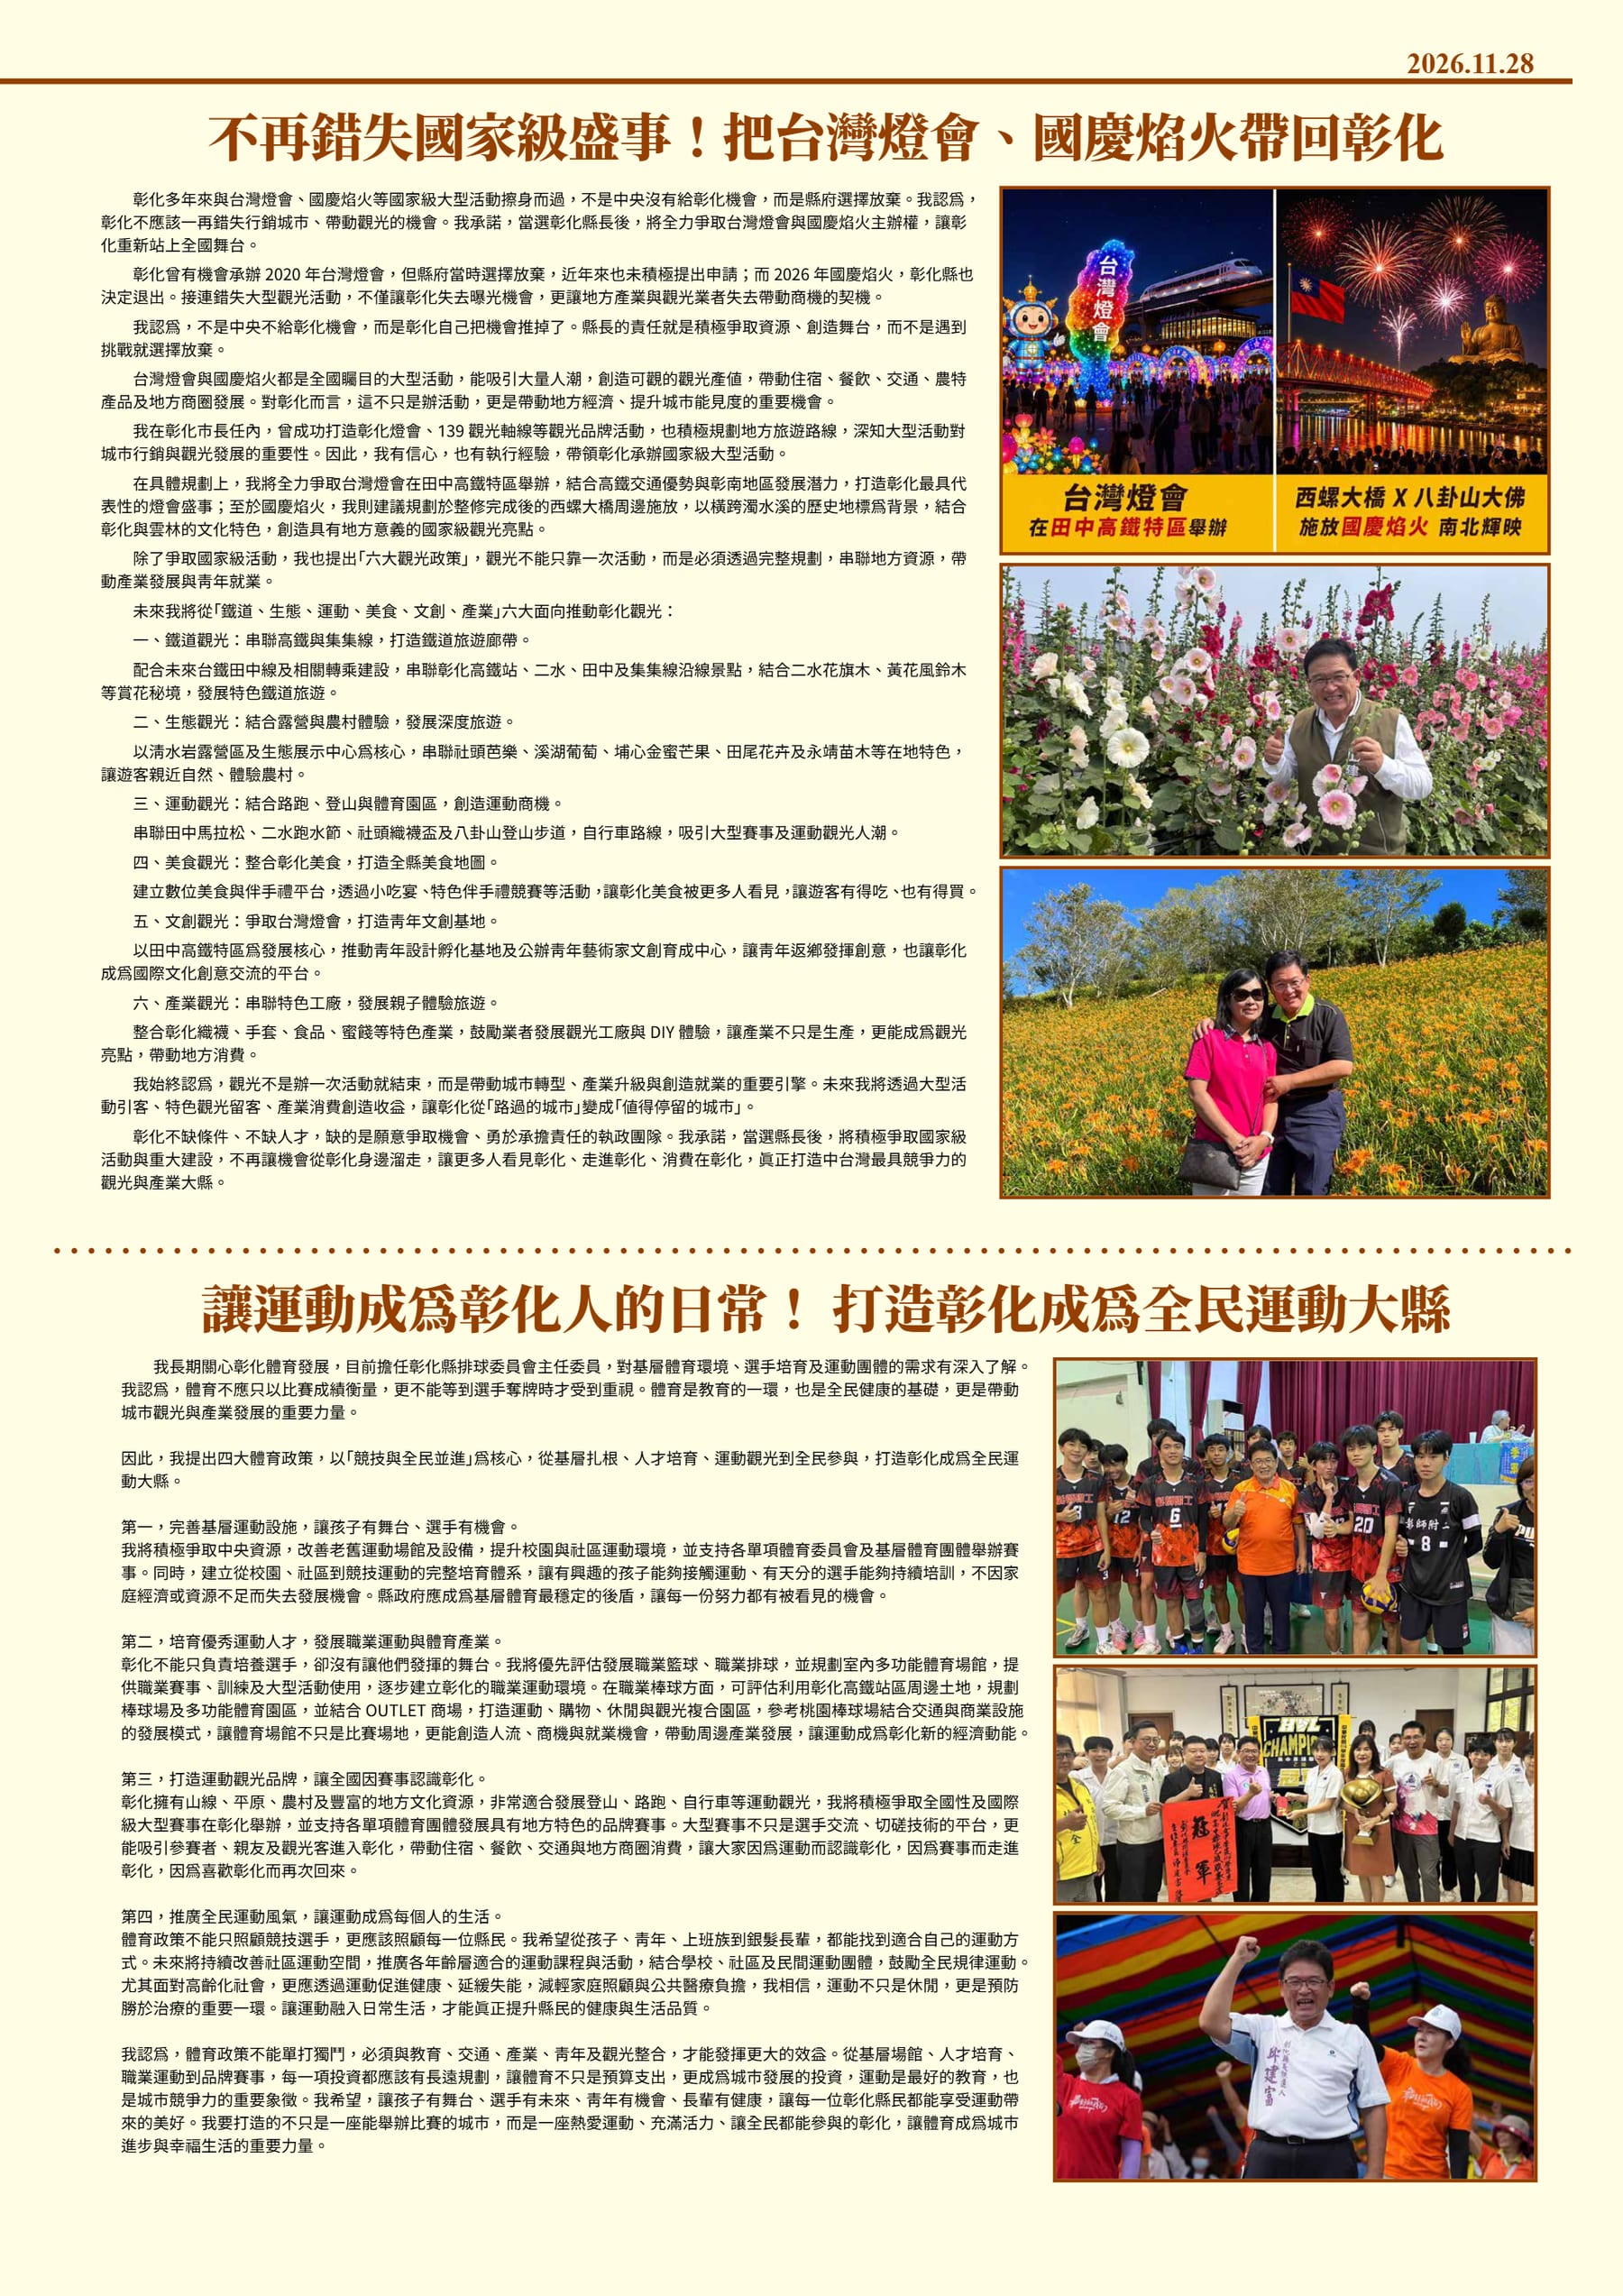 2026.11.28
不再錯失國家級盛事！把台灣燈會、國慶焰火帶回彰化
彰化多年來與台灣燈會、國慶焰火等國家級大型活動擦身而過，不是中央沒有給彰化機會，而是縣府選擇放棄。我認為，
彰化不應該一再錯失行銷城市、帶動觀光的機會。我承諾，當選彰化縣長後，將全力爭取台灣燈會與國慶焰火主辦權，讓彰
化重新站上全國舞台。
彰化曾有機會承辦 2020 年台灣燈會，但縣府當時選擇放棄，近年來也未積極提出申請；而 2026 年國慶焰火，彰化縣也
決定退出。接連錯失大型觀光活動，不僅讓彰化失去曝光機會，更讓地方產業與觀光業者失去帶動商機的契機。
我認為，不是中央不給彰化機會，而是彰化自己把機會推掉了。縣長的責任就是積極爭取資源、創造舞台，而不是遇到
挑戰就選擇放棄。
台灣燈會與國慶焰火都是全國矚目的大型活動，能吸引大量人潮，創造可觀的觀光產值，帶動住宿、餐飲、交通、農特
產品及地方商圈發展。對彰化而言，這不只是辦活動，更是帶動地方經濟、提升城市能見度的重要機會。
我在彰化市長任內，曾成功打造彰化燈會、139 觀光軸線等觀光品牌活動，也積極規劃地方旅遊路線，深知大型活動對
城市行銷與觀光發展的重要性。因此，我有信心，也有執行經驗，帶領彰化承辦國家級大型活動。
在具體規劃上，我將全力爭取台灣燈會在田中高鐵特區舉辦，結合高鐵交通優勢與彰南地區發展潛力，打造彰化最具代
表性的燈會盛事；至於國慶焰火，我則建議規劃於整修完成後的西螺大橋周邊施放，以橫跨濁水溪的歷史地標為背景，結合
彰化與雲林的文化特色，創造具有地方意義的國家級觀光亮點。
除了爭取國家級活動，我也提出「六大觀光政策」，觀光不能只靠一次活動，而是必須透過完整規劃，串聯地方資源，帶
動產業發展與青年就業。
未來我將從「鐵道、生態、運動、美食、文創、產業」六大面向推動彰化觀光：
一、鐵道觀光：串聯高鐵與集集線，打造鐵道旅遊廊帶。
配合未來台鐵田中線及相關轉乘建設，串聯彰化高鐵站、二水、田中及集集線沿線景點，結合二水花旗木、黃花風鈴木
等賞花秘境，發展特色鐵道旅遊。
二、生態觀光：結合露營與農村體驗，發展深度旅遊。
以清水岩露營區及生態展示中心為核心，串聯社頭芭樂、溪湖葡萄、埔心金蜜芒果、田尾花卉及永靖苗木等在地特色，
讓遊客親近自然、體驗農村。
三、運動觀光：結合路跑、登山與體育園區，創造運動商機。
串聯田中馬拉松、二水跑水節、社頭織襪盃及八卦山登山步道，自行車路線，吸引大型賽事及運動觀光人潮。
四、美食觀光：整合彰化美食，打造全縣美食地圖。
建立數位美食與伴手禮平台，透過小吃宴、特色伴手禮競賽等活動，讓彰化美食被更多人看見，讓遊客有得吃、也有得買。
五、文創觀光：爭取台灣燈會，打造青年文創基地。
以田中高鐵特區為發展核心，推動青年設計孵化基地及公辦青年藝術家文創育成中心，讓青年返鄉發揮創意，也讓彰化
成為國際文化創意交流的平台。
六、產業觀光：串聯特色工廠，發展親子體驗旅遊。
整合彰化織襪、手套、食品、蜜餞等特色產業，鼓勵業者發展觀光工廠與 DIY 體驗，讓產業不只是生產，更能成為觀光
亮點，帶動地方消費。
我始終認為，觀光不是辦一次活動就結束，而是帶動城市轉型、產業升級與創造就業的重要引擎。未來我將透過大型活
動引客、特色觀光留客、產業消費創造收益，讓彰化從「路過的城市」變成「值得停留的城市」。
彰化不缺條件、不缺人才，缺的是願意爭取機會、勇於承擔責任的執政團隊。我承諾，當選縣長後，將積極爭取國家級
活動與重大建設，不再讓機會從彰化身邊溜走，讓更多人看見彰化、走進彰化、消費在彰化，真正打造中台灣最具競爭力的
觀光與產業大縣。
台灣燈會
台灣燈會
在田中高鐵特區舉辦
西螺大橋 X 八卦山大佛
施放國慶焰火 南北輝映
讓運動成為彰化人的日常！ 打造彰化成為全民運動大縣
我長期關心彰化體育發展，目前擔任彰化縣排球委員會主任委員，對基層體育環境、選手培育及運動團體的需求有深入了解。
我認為，體育不應只以比賽成績衡量，更不能等到選手奪牌時才受到重視。體育是教育的一環，也是全民健康的基礎，更是帶動
城市觀光與產業發展的重要力量。
因此，我提出四大體育政策，以「競技與全民並進」為核心，從基層扎根、人才培育、運動觀光到全民參與，打造彰化成為全民運
動大縣。
第一，完善基層運動設施，讓孩子有舞台、選手有機會。
我將積極爭取中央資源，改善老舊運動場館及設備，提升校園與社區運動環境，並支持各單項體育委員會及基層體育團體舉辦賽
事。同時，建立從校園、社區到競技運動的完整培育體系，讓有興趣的孩子能夠接觸運動、有天分的選手能夠持續培訓，不因家
庭經濟或資源不足而失去發展機會。縣政府應成為基層體育最穩定的後盾，讓每一份努力都有被看見的機會。
第二，培育優秀運動人才，發展職業運動與體育產業。
彰化不能只負責培養選手，卻沒有讓他們發揮的舞台。我將優先評估發展職業籃球、職業排球，並規劃室內多功能體育場館，提
供職業賽事、訓練及大型活動使用，逐步建立彰化的職業運動環境。在職業棒球方面，可評估利用彰化高鐵站區周邊土地，規劃
棒球場及多功能體育園區，並結合 OUTLET 商場，打造運動、購物、休閒與觀光複合園區，參考桃園棒球場結合交通與商業設施
的發展模式，讓體育場館不只是比賽場地，更能創造人流、商機與就業機會，帶動周邊產業發展，讓運動成為彰化新的經濟動能。
第三，打造運動觀光品牌，讓全國因賽事認識彰化。
彰化擁有山線、平原、農村及豐富的地方文化資源，非常適合發展登山、路跑、自行車等運動觀光，我將積極爭取全國性及國際
級大型賽事在彰化舉辦，並支持各單項體育團體發展具有地方特色的品牌賽事。大型賽事不只是選手交流、切磋技術的平台，更
能吸引參賽者、親友及觀光客進入彰化，帶動住宿、餐飲、交通與地方商圈消費，讓大家因為運動而認識彰化，因為賽事而走進
彰化，因為喜歡彰化而再次回來。
第四，推廣全民運動風氣，讓運動成為每個人的生活。
體育政策不能只照顧競技選手，更應該照顧每一位縣民。我希望從孩子、青年、上班族到銀髮長輩，都能找到適合自己的運動方
式。未來將持續改善社區運動空間，推廣各年齡層適合的運動課程與活動，結合學校、社區及民間運動團體，鼓勵全民規律運動。
尤其面對高齡化社會，更應透過運動促進健康、延緩失能，減輕家庭照顧與公共醫療負擔，我相信，運動不只是休閒，更是預防
勝於治療的重要一環。讓運動融入日常生活，才能真正提升縣民的健康與生活品質。
我認為，體育政策不能單打獨鬥，必須與教育、交通、產業、青年及觀光整合，才能發揮更大的效益。從基層場館、人才培育、
職業運動到品牌賽事，每一項投資都應該有長遠規劃，讓體育不只是預算支出，更成為城市發展的投資，運動是最好的教育，也
是城市競爭力的重要象徵。我希望，讓孩子有舞台、選手有未來、青年有機會、長輩有健康，讓每一位彰化縣民都能享受運動帶
來的美好。我要打造的不只是一座能舉辦比賽的城市，而是一座熱愛運動、充滿活力、讓全民都能參與的彰化，讓體育成為城市
進步與幸福生活的重要力量。
12
6
20
彰師附工
8
HVL
CHAMPION
冠軍
邱建富